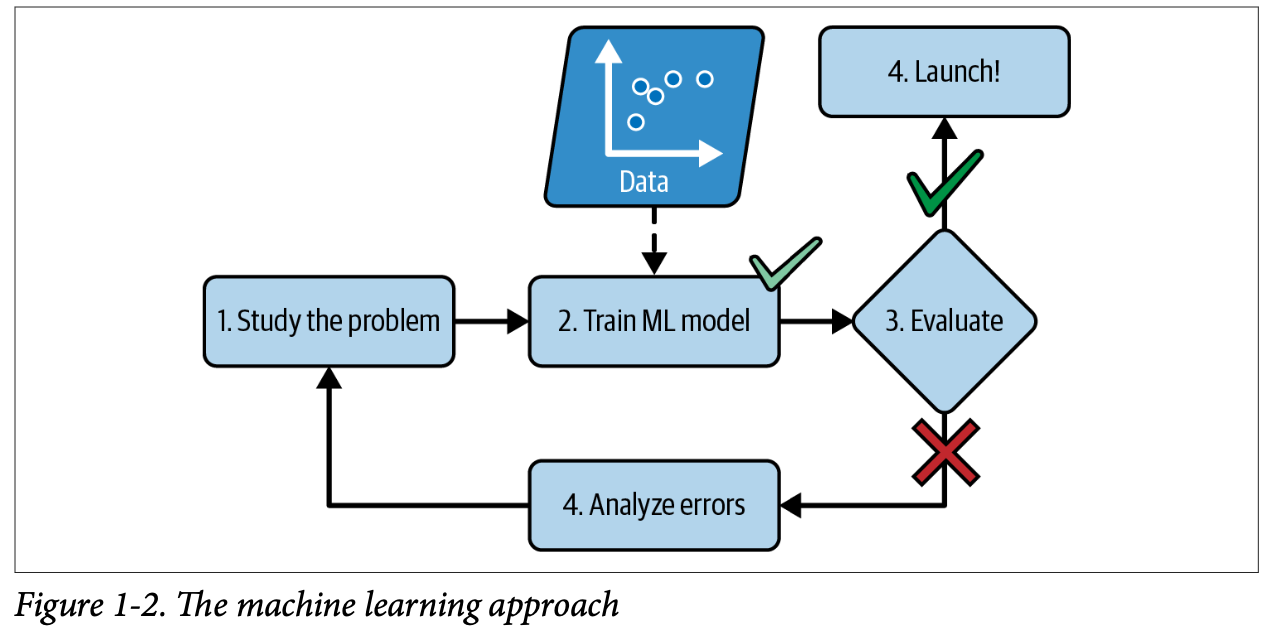 4. Launch!
Data
1. Study the problem
2. Train ML model
3. Evaluate
4. Analyze errors
Figure 1-2. The machine learning approach